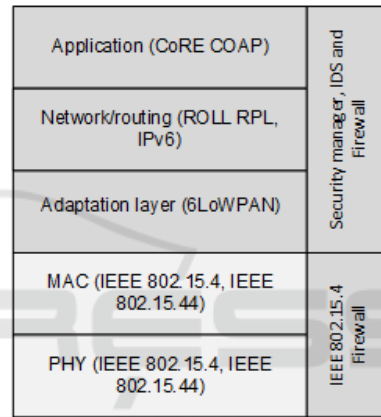 Application (CoRE COAP)
Network/routing (ROLL RPL,
IPv6)
Adaptation layer (6LoWPAN)
MAC (IEEE 802.15.4, IEEE
802.15.44)
PHY (IEEE 802.15.4, IEEE
802.15.44)
Security manager, IDS and
Firewall
IEEE 802.15.4
Firewall